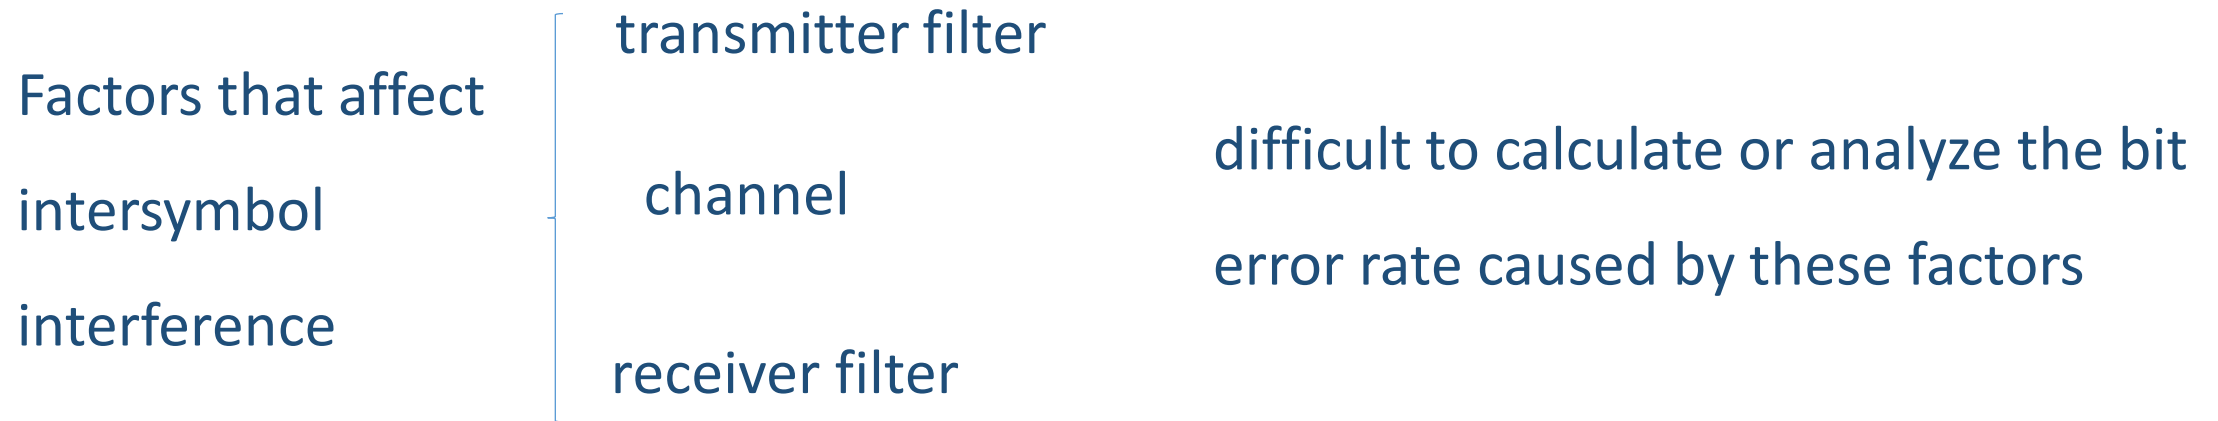 Factors that affect
intersymbol
interference
transmitter filter
channel
receiver filter
difficult to calculate or analyze the bit
error rate caused by these factors